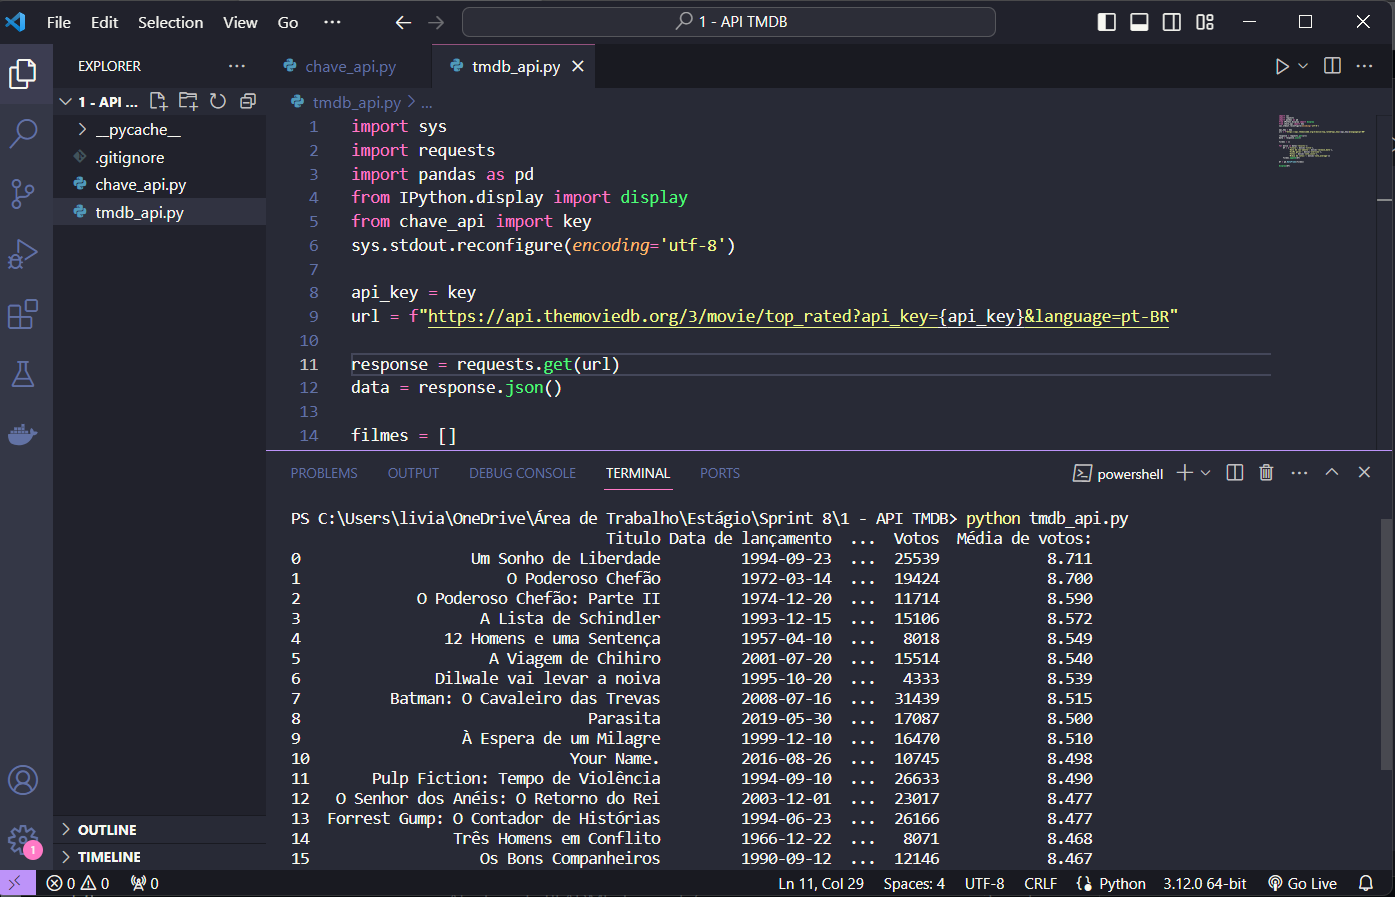 File Edit Selection View Go ... 1 - API TMDB
EXPLORER ...
1 - API ...
__pycache__
.gitignore
chave_api.py
tmdb_api.py
OUTLINE
TIMELINE
chave_api.py tmdb_api.py
tmdb_api.py > ...
1 import sys
2 import requests
3 import pandas as pd
4 from IPython.display import display
5 from chave_api import key
6 sys.stdout.reconfigure(encoding='utf-8')
7
8 api_key = key
9 url = f"https://api.themoviedb.org/3/movie/top_rated?api_key={api_key}&language=pt-BR"
10
11 response = requests.get(url)
12 data = response.json()
13
14 filmes = []
PROBLEMS OUTPUT DEBUG CONSOLE TERMINAL PORTS powershell
PS C:\Users\livia\OneDrive\Área de Trabalho\Estágio\Sprint 8\1 - API TMDB> python tmdb_api.py
Titulo Data de lançamento ... Votos Média de votos:
0 Um Sonho de Liberdade 1994-09-23 ... 25539 8.711
1 O Poderoso Chefão 1972-03-14 ... 19424 8.700
2 O Poderoso Chefão: Parte II 1974-12-20 ... 11714 8.590
3 A Lista de Schindler 1993-12-15 ... 15106 8.572
4 12 Homens e uma Sentença 1957-04-10 ... 8018 8.549
5 A Viagem de Chihiro 2001-07-20 ... 15514 8.540
6 Dilwale vai levar a noiva 1995-10-20 ... 4333 8.539
7 Batman: O Cavaleiro das Trevas 2008-07-16 ... 31439 8.515
8 Parasita 2019-05-30 ... 17087 8.500
9 À Espera de um Milagre 1999-12-10 ... 16470 8.510
10 Your Name. 2016-08-26 ... 10745 8.498
11 Pulp Fiction: Tempo de Violência 1994-09-10 ... 26633 8.490
12 O Senhor dos Anéis: O Retorno do Rei 2003-12-01 ... 23017 8.477
13 Forrest Gump: O Contador de Histórias 1994-06-23 ... 26166 8.477
14 Três Homens em Conflito 1966-12-22 ... 8071 8.468
15 Os Bons Companheiros 1990-09-12 ... 12146 8.467
1
0 0 0 Ln 11, Col 29 Spaces: 4 UTF-8 CRLF Python 3.12.0 64-bit Go Live